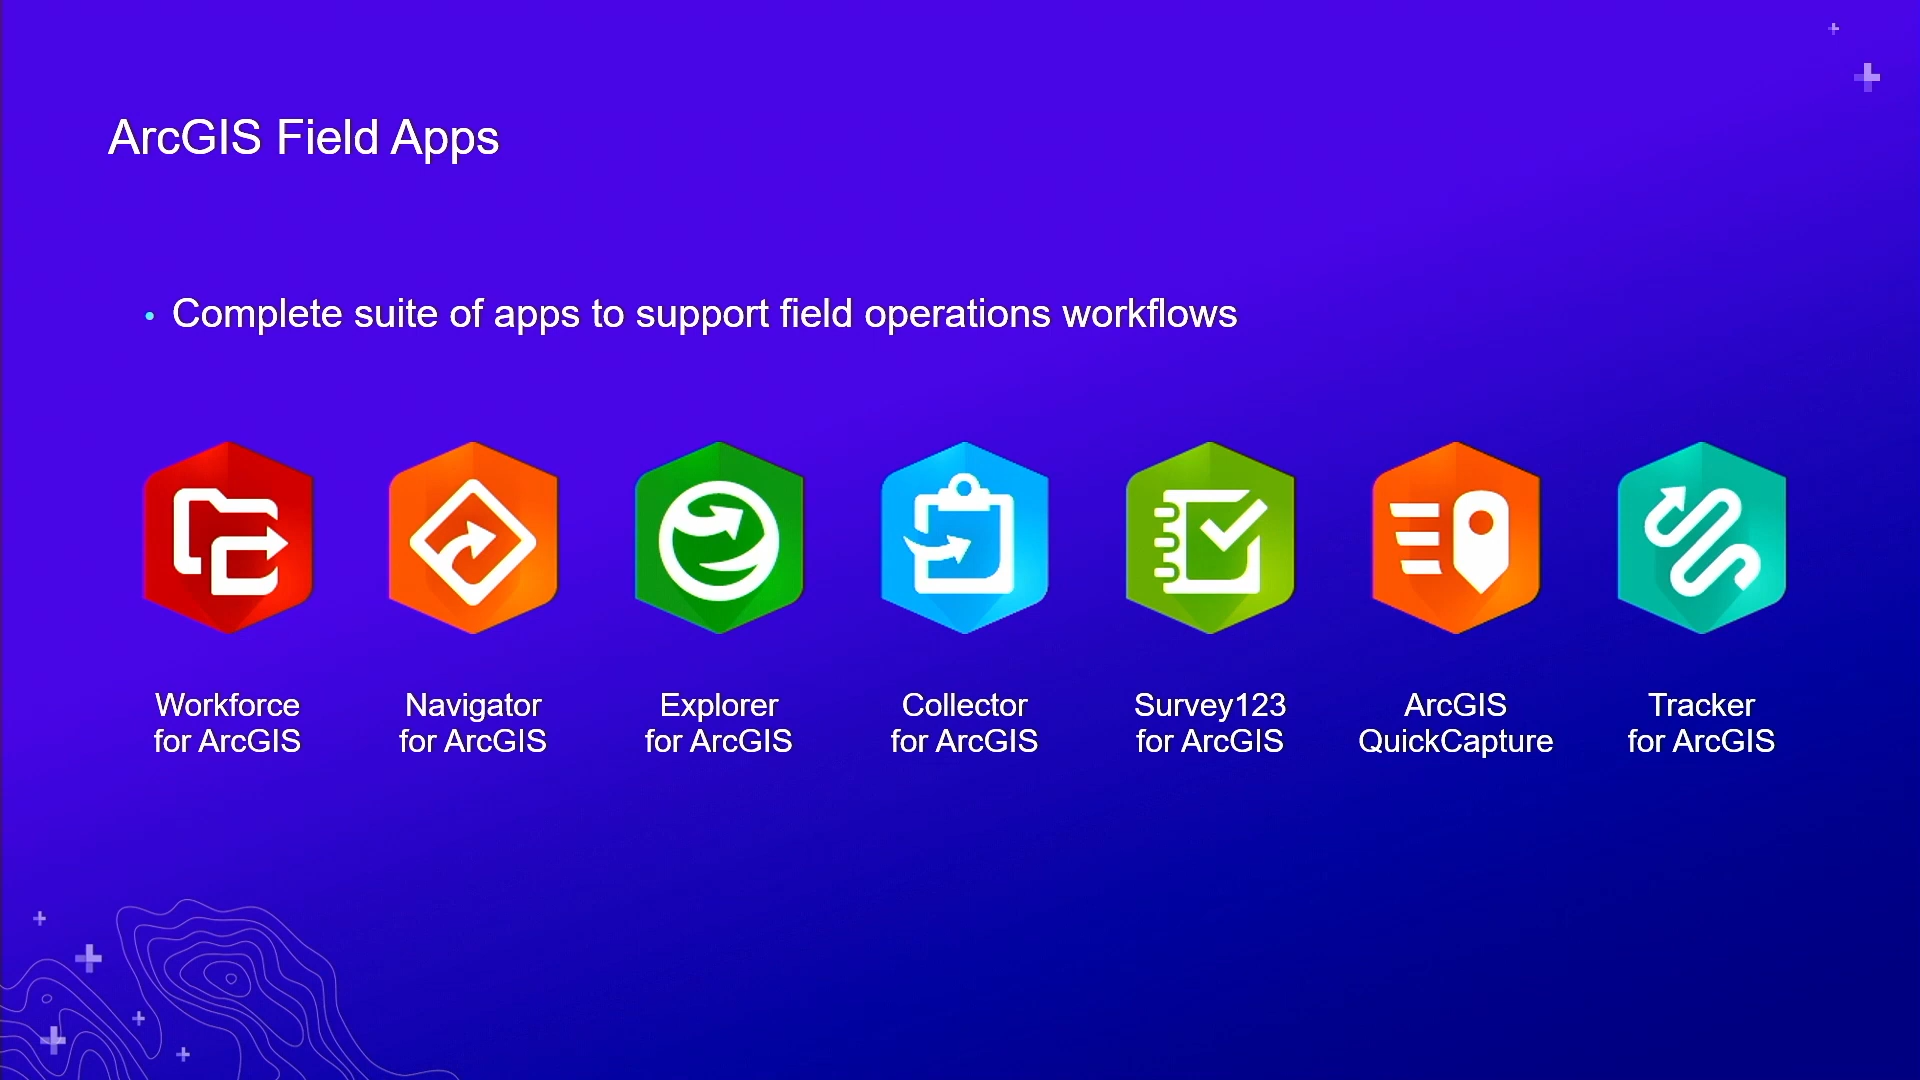 ArcGIS Field Apps
• Complete suite of apps to support field operations workflows
Workforce
for ArcGIS
Navigator
for ArcGIS
Explorer
for ArcGIS
Collector
for ArcGIS
Survey123
for ArcGIS
ArcGIS
QuickCapture
Tracker
for ArcGIS